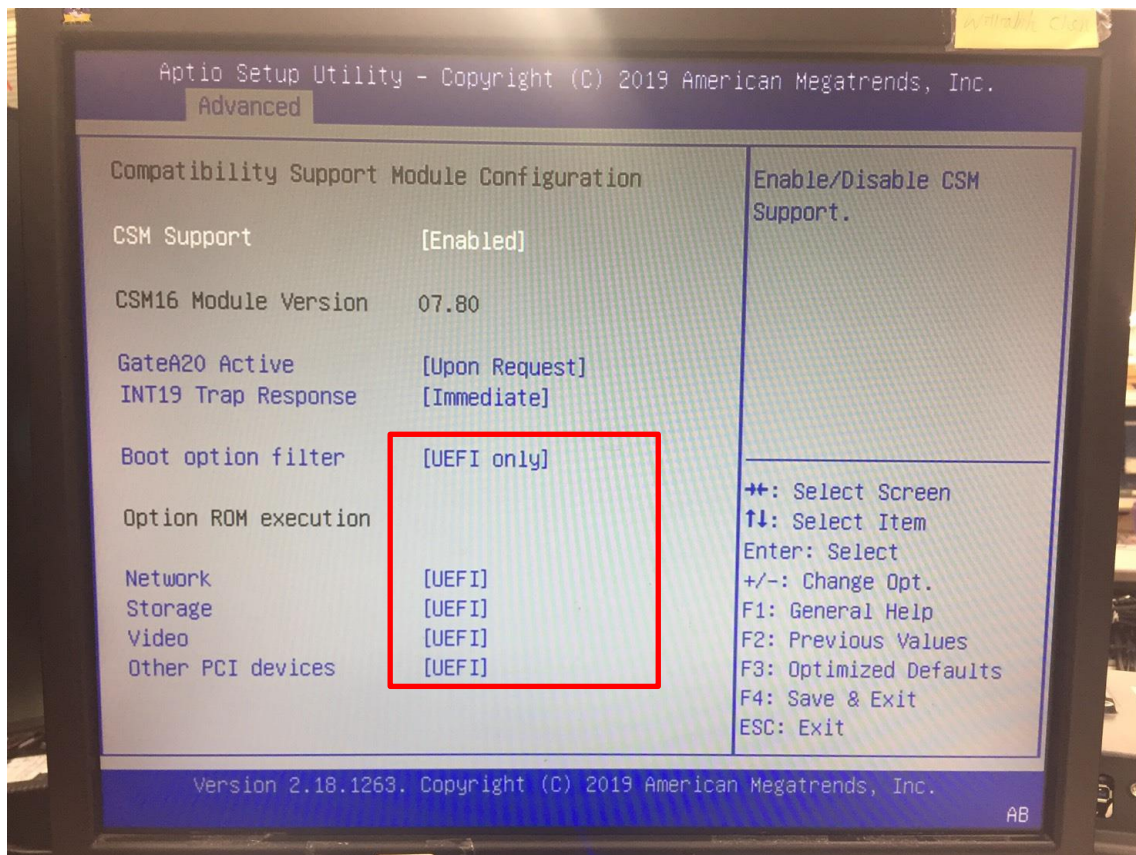 Aptio Setup Utility - Copyright (C) 2019 American Megatrends, Inc.
Advanced
Compatibility Support Module Configuration
CSM Support [Enabled]
CSM16 Module Version 07.80
GateA20 Active [Upon Request]
INT19 Trap Response [Immediate]
Boot option filter [UEFI only]
Option ROM execution
Network [UEFI]
Storage [UEFI]
Video [UEFI]
Other PCI devices [UEFI]
Enable/Disable CSM
Support.
→←: Select Screen
↑↓: Select Item
Enter: Select
+/-: Change Opt.
F1: General Help
F2: Previous Values
F3: Optimized Defaults
F4: Save & Exit
ESC: Exit
Version 2.18.1263. Copyright (C) 2019 American Megatrends, Inc.
AB